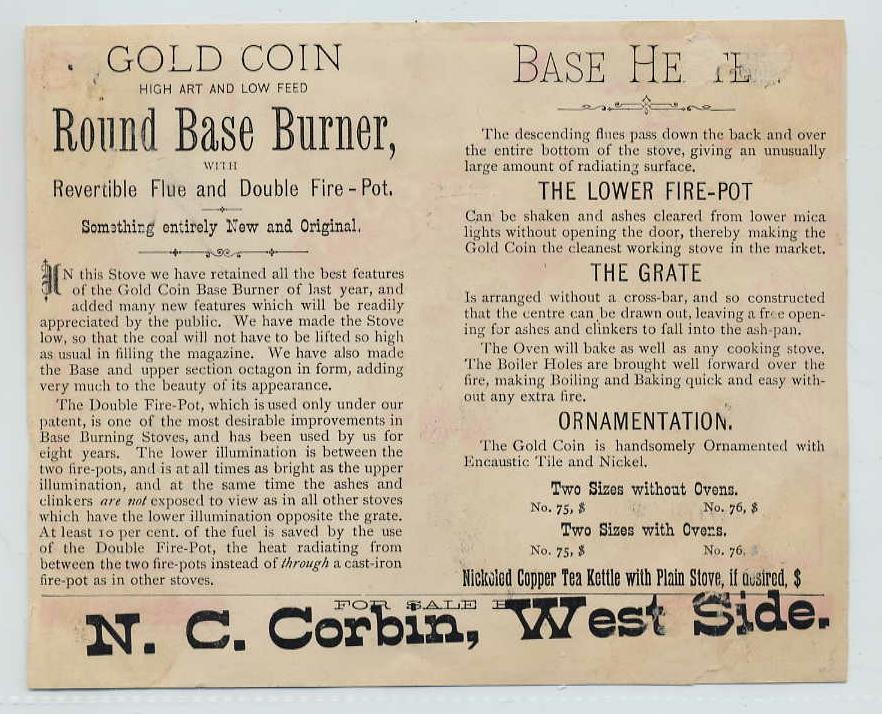 GOLD COIN
HIGH ART AND LOW FEED
Round Base Burner,
WITH
Revertible Flue and Double Fire-Pot.
Something entirely New and Original.
IN this Stove we have retained all the best features
of the Gold Coin Base Burner of last year, and
added many new features which will be readily
appreciated by the public. We have made the Stove
low, so that the coal will not have to be lifted so high
as usual in filling the magazine. We have also made
the Base and upper section octagon in form, adding
very much to the beauty of its appearance.
The Double Fire-Pot, which is used only under our
patent, is one of the most desirable improvements in
Base Burning Stoves, and has been used by us for
eight years. The lower illumination is between the
two fire-pots, and is at all times as bright as the upper
illumination, and at the same time the ashes and
clinkers are not exposed to view as in all other stoves
which have the lower illumination opposite the grate.
At least 10 per cent. of the fuel is saved by the use
of the Double Fire-Pot, the heat radiating from
between the two fire-pots instead of through a cast-iron
fire-pot as in other stoves.
BASE
The descending flues pass down the back and over
the entire bottom of the stove, giving an unusually
large amount of radiating surface.
THE LOWER FIRE-POT
Can be shaken and ashes cleared from lower mica
lights without opening the door, thereby making the
Gold Coin the cleanest working stove in the market.
THE GRATE
Is arranged without a cross-bar, and so constructed
that the centre can be drawn out, leaving a free open-
ing for ashes and clinkers to fall into the ash-pan.
The Oven will bake as well as any cooking stove.
The Boiler Holes are brought well forward over the
fire, making Boiling and Baking quick and easy with-
out any extra fire.
ORNAMENTATION.
The Gold Coin is handsomely Ornamented with
Encaustic Tile and Nickel.
Two Sizes without Ovens.
No. 75, $ No. 76, $
Two Sizes with Ovens.
No. 75, $ No. 76, $
Nickeled Copper Tea Kettle with Plain Stove, if desired, $
FOR SALE
N. C. Corbin, West Side.